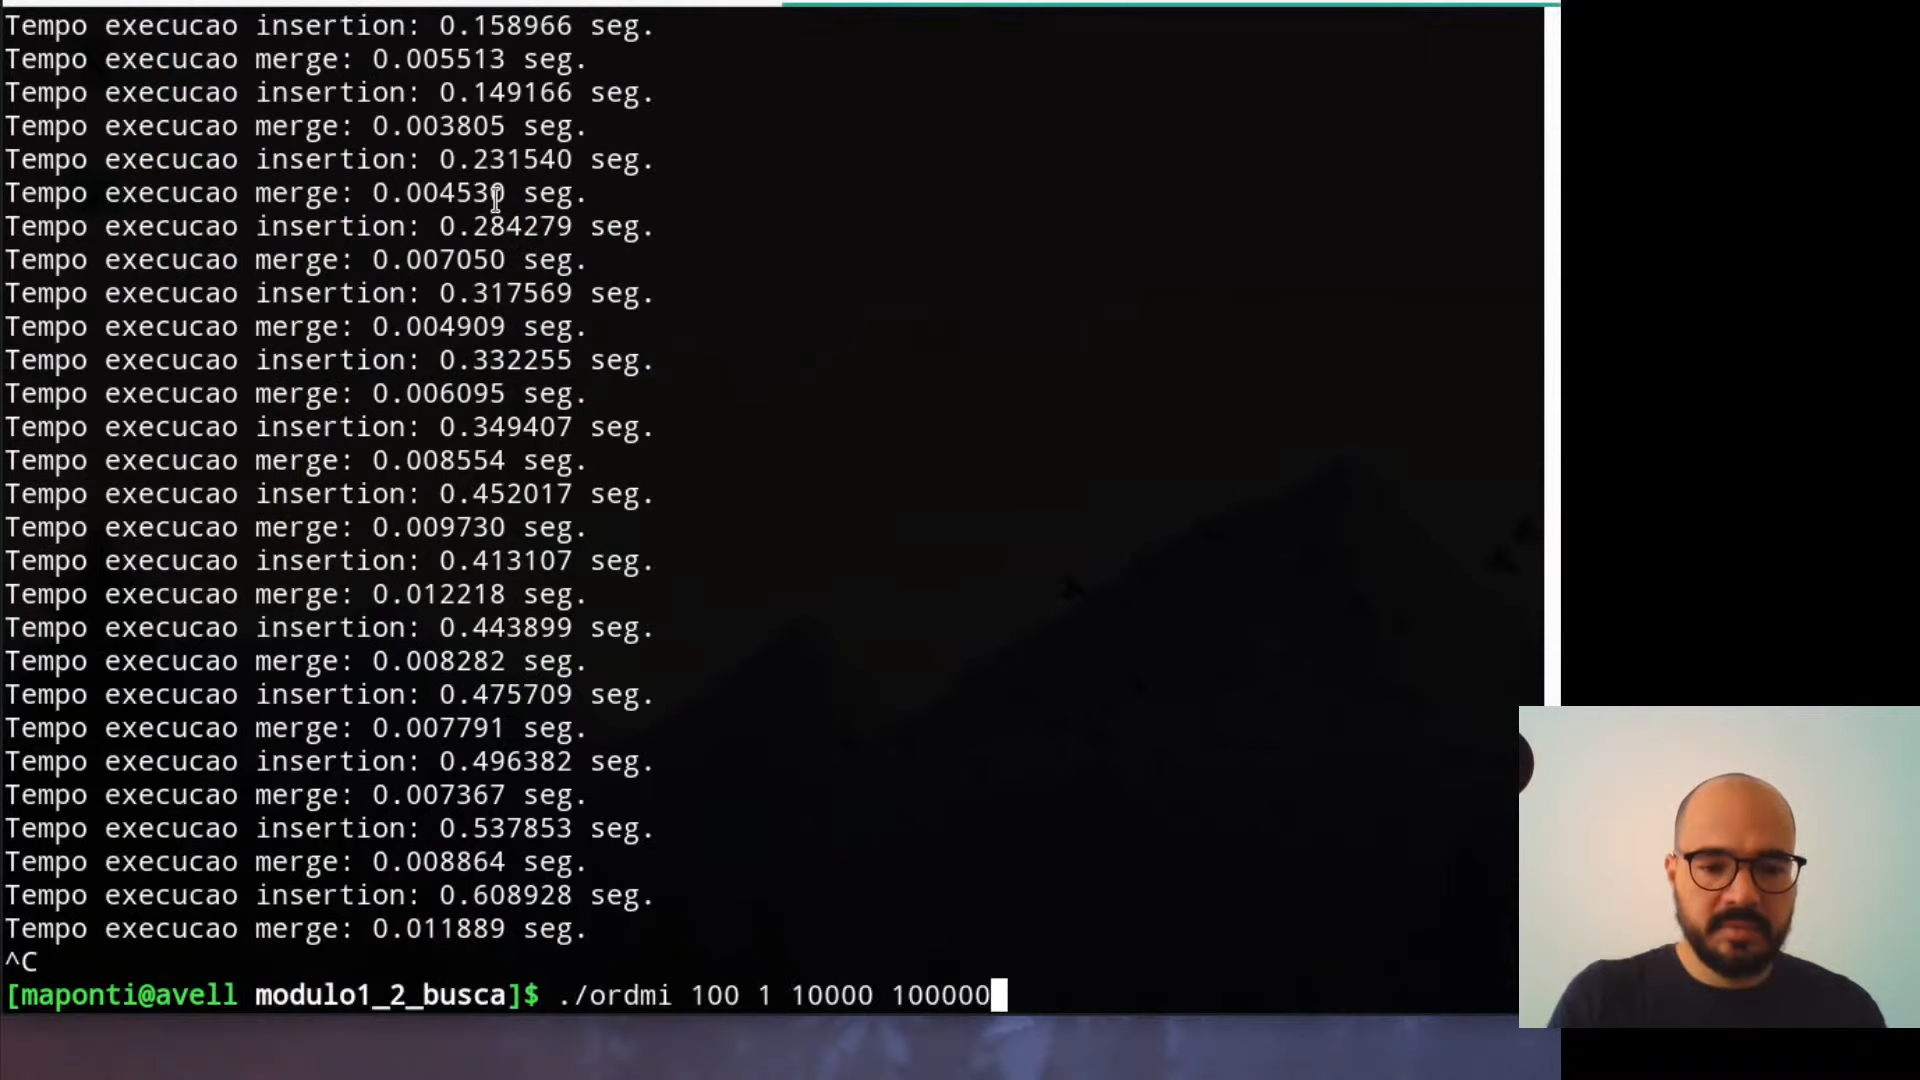 Tempo execucao insertion: 0.158966 seg.
Tempo execucao merge: 0.005513 seg.
Tempo execucao insertion: 0.149166 seg.
Tempo execucao merge: 0.003805 seg.
Tempo execucao insertion: 0.231540 seg.
Tempo execucao merge: 0.004530 seg.
Tempo execucao insertion: 0.284279 seg.
Tempo execucao merge: 0.007050 seg.
Tempo execucao insertion: 0.317569 seg.
Tempo execucao merge: 0.004909 seg.
Tempo execucao insertion: 0.332255 seg.
Tempo execucao merge: 0.006095 seg.
Tempo execucao insertion: 0.349407 seg.
Tempo execucao merge: 0.008554 seg.
Tempo execucao insertion: 0.452017 seg.
Tempo execucao merge: 0.009730 seg.
Tempo execucao insertion: 0.413107 seg.
Tempo execucao merge: 0.012218 seg.
Tempo execucao insertion: 0.443899 seg.
Tempo execucao merge: 0.008282 seg.
Tempo execucao insertion: 0.475709 seg.
Tempo execucao merge: 0.007791 seg.
Tempo execucao insertion: 0.496382 seg.
Tempo execucao merge: 0.007367 seg.
Tempo execucao insertion: 0.537853 seg.
Tempo execucao merge: 0.008864 seg.
Tempo execucao insertion: 0.608928 seg.
Tempo execucao merge: 0.011889 seg.
^C
[maponti@avell modulo1_2_busca]$ ./ordmi 100 1 10000 100000